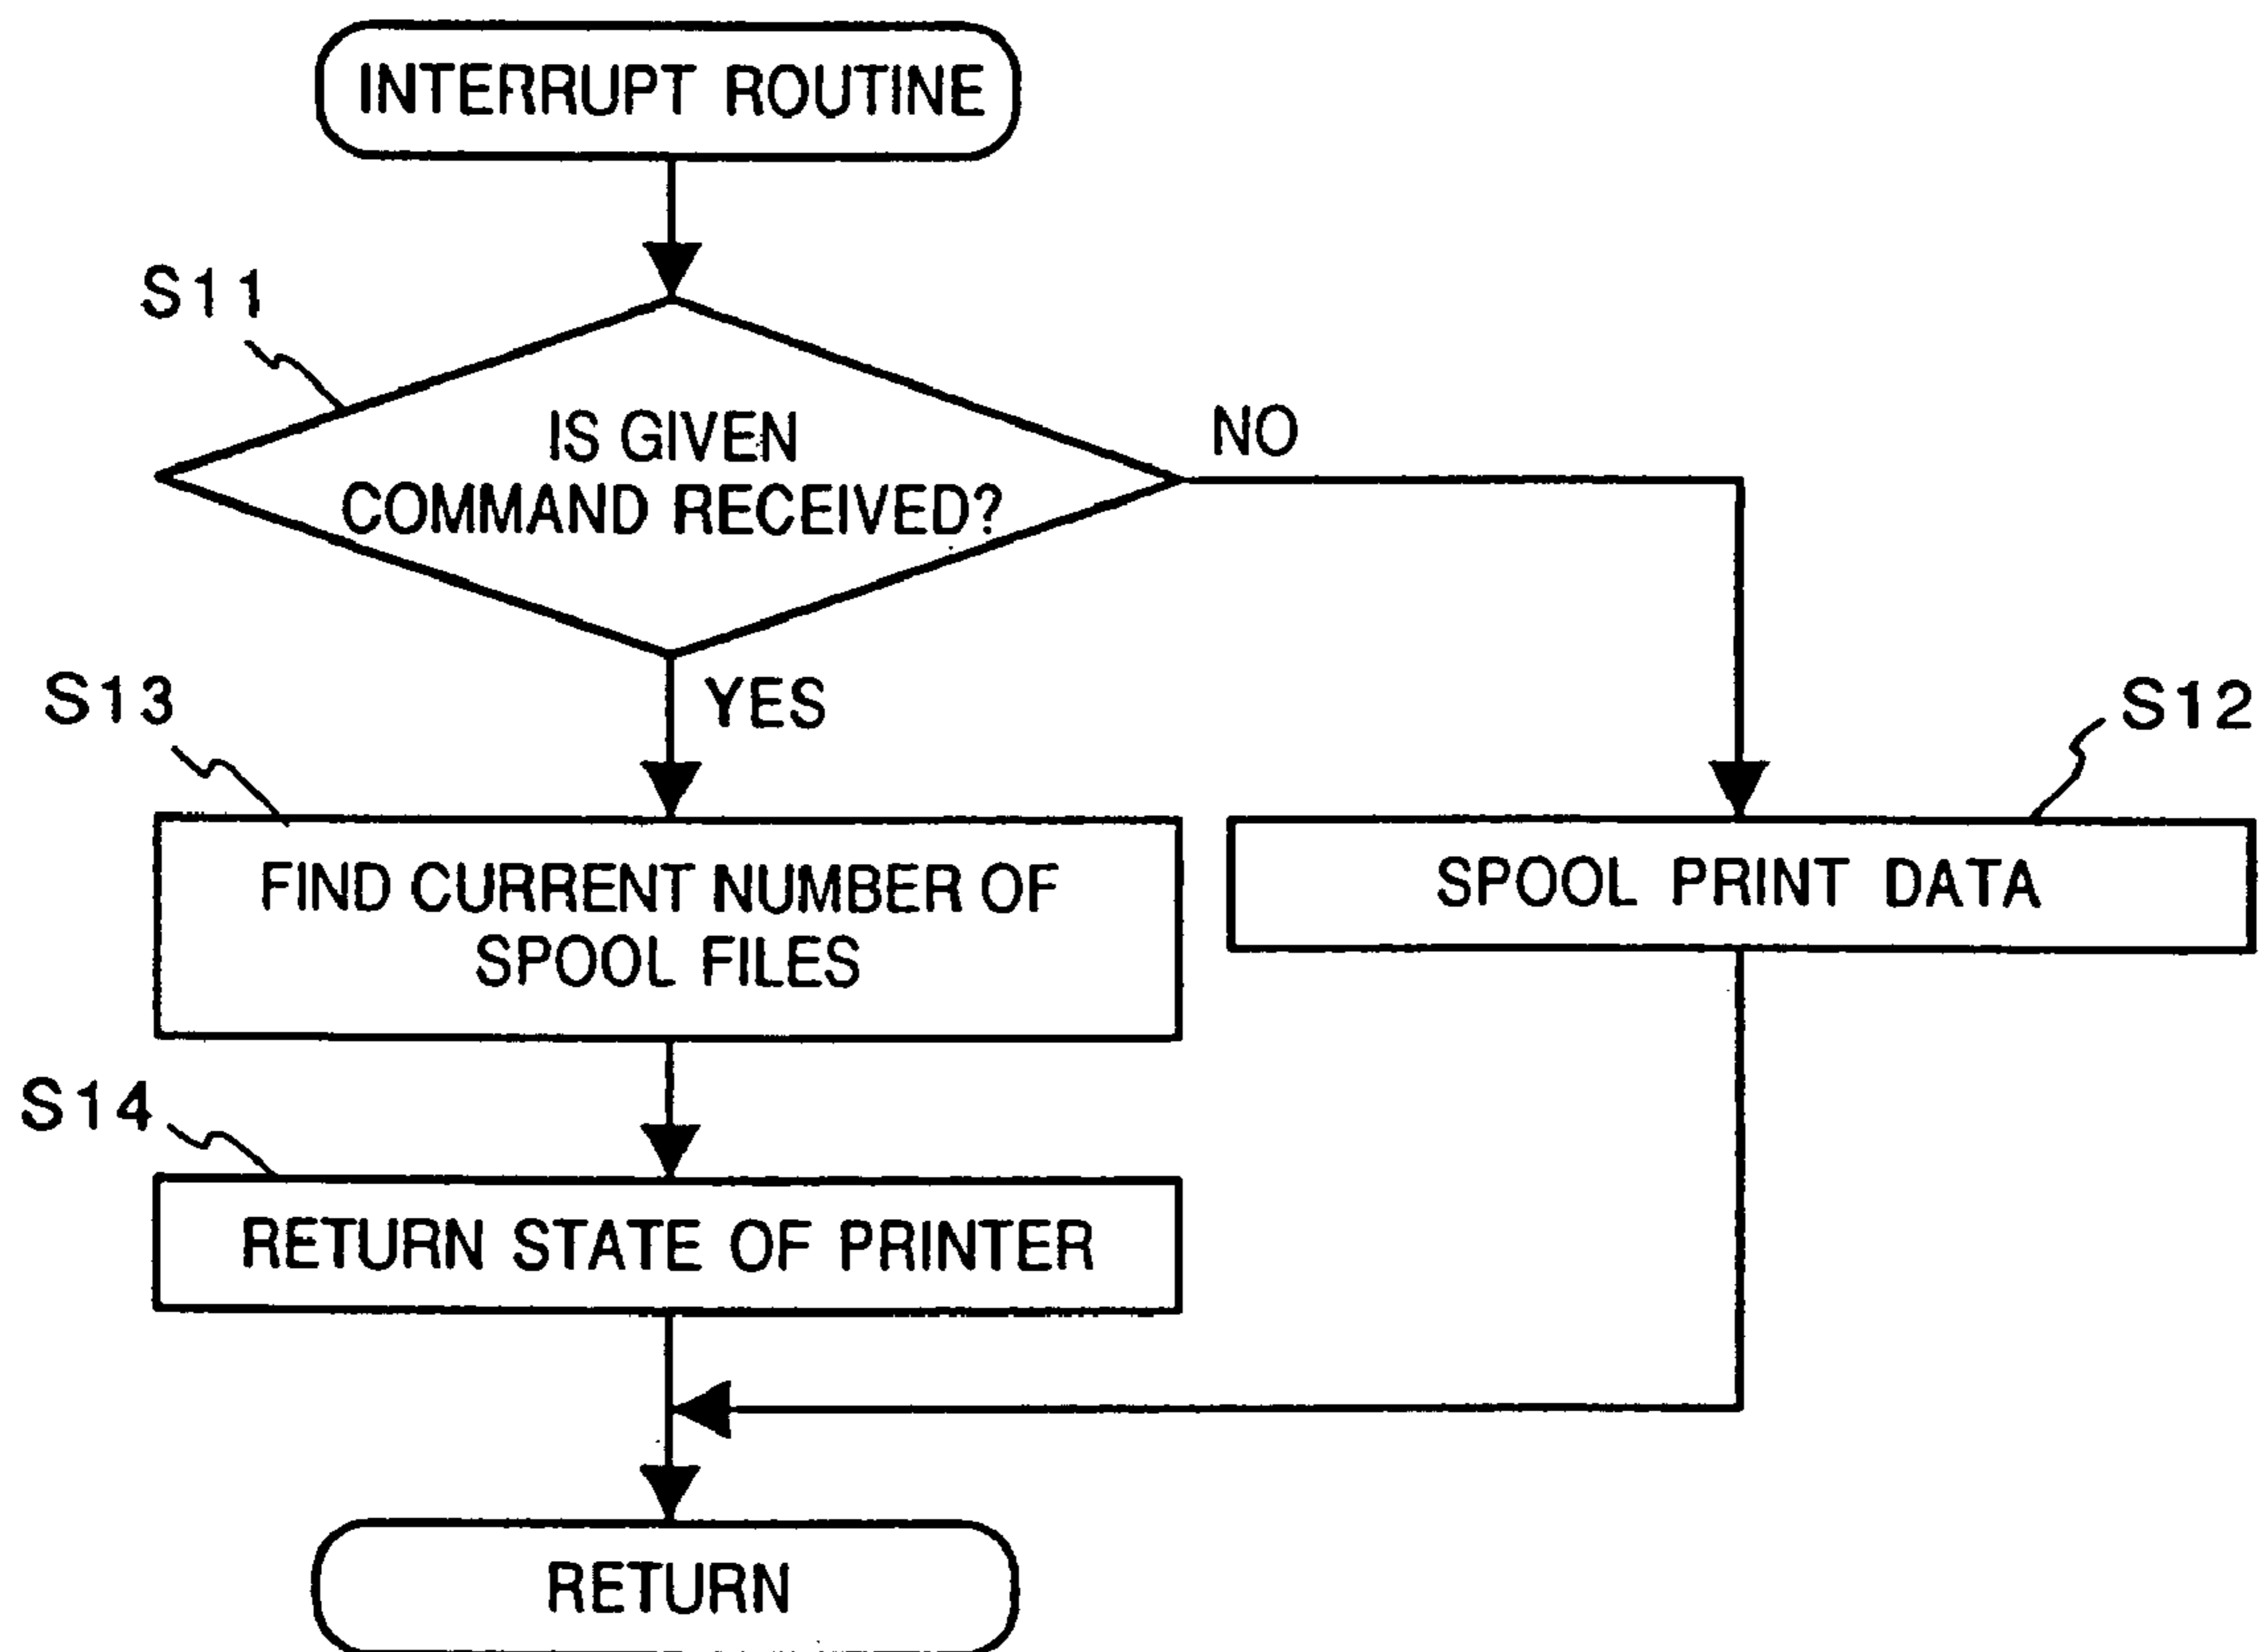 INTERRUPT ROUTINE
S11
IS GIVEN
COMMAND RECEIVED?
NO
YES
S13
S12
FIND CURRENT NUMBER OF
SPOOL FILES
SPOOL PRINT DATA
S14
RETURN STATE OF PRINTER
RETURN